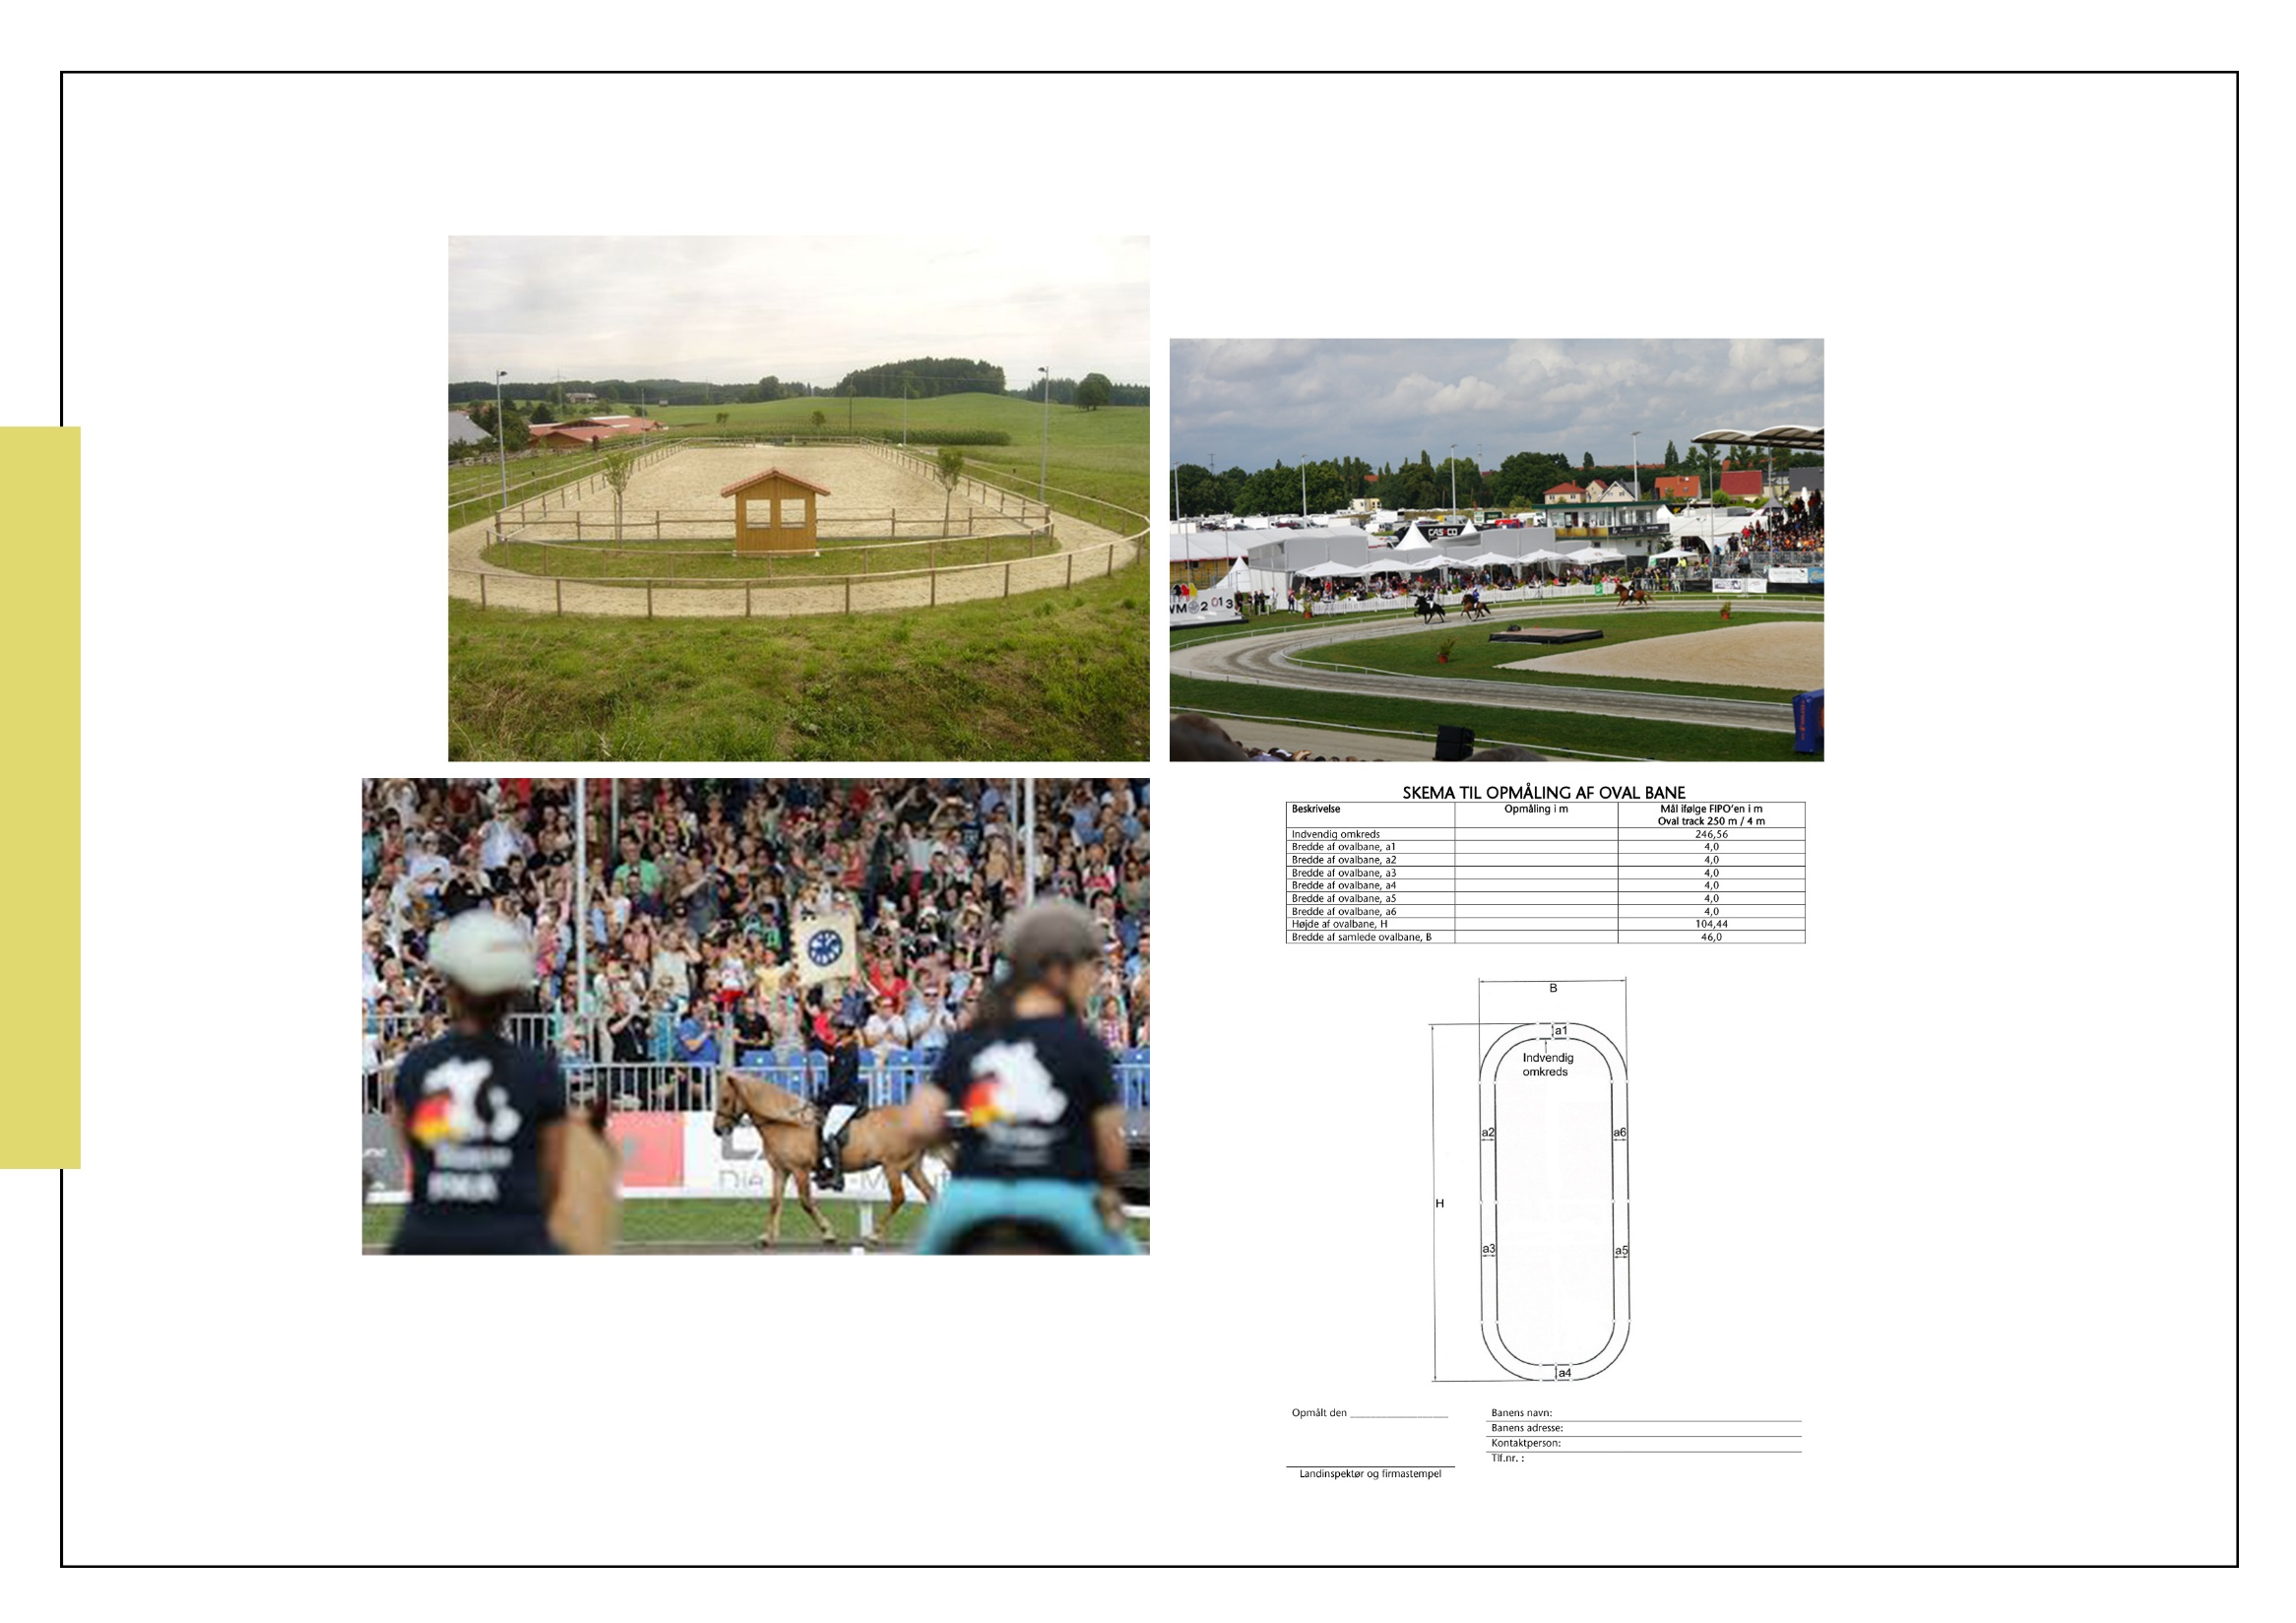 CASCO
WM 2013
Die
SKEMA TIL OPMÅLING AF OVAL BANE
Beskrivelse Opmåling i m Mål ifølge FIPO'en i m
Oval track 250 m / 4 m
Indvendig omkreds 246,56
Bredde af ovalbane, a1 4,0
Bredde af ovalbane, a2 4,0
Bredde af ovalbane, a3 4,0
Bredde af ovalbane, a4 4,0
Bredde af ovalbane, a5 4,0
Bredde af ovalbane, a6 4,0
Højde af ovalbane, H 104,44
Bredde af samlede ovalbane, B 46,0
B
a1
Indvendig
omkreds
a2 a6
H
a3 a5
a4
Opmålt den
Banens navn:
Banens adresse:
Kontaktperson:
Tlf.nr. :
Landinspektør og firmastempel